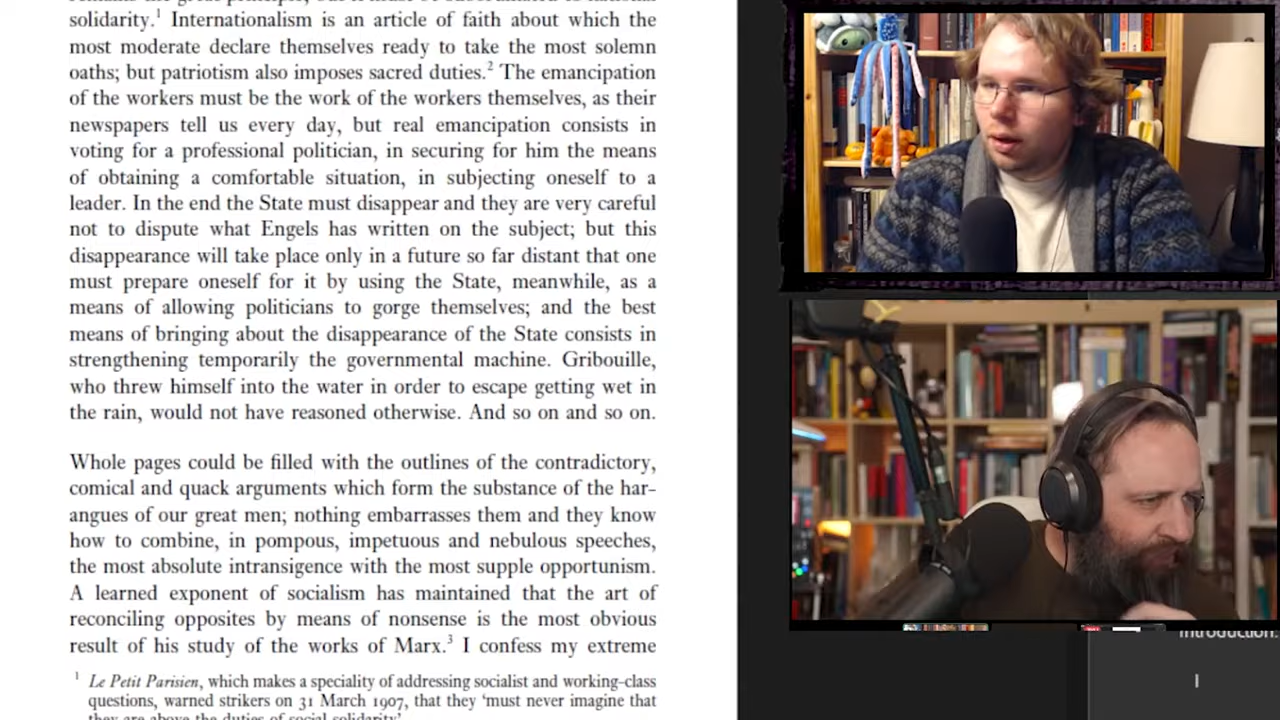 solidarity.¹ Internationalism is an article of faith about which the
most moderate declare themselves ready to take the most solemn
oaths; but patriotism also imposes sacred duties.² The emancipation
of the workers must be the work of the workers themselves, as their
newspapers tell us every day, but real emancipation consists in
voting for a professional politician, in securing for him the means
of obtaining a comfortable situation, in subjecting oneself to a
leader. In the end the State must disappear and they are very careful
not to dispute what Engels has written on the subject; but this
disappearance will take place only in a future so far distant that one
must prepare oneself for it by using the State, meanwhile, as a
means of allowing politicians to gorge themselves; and the best
means of bringing about the disappearance of the State consists in
strengthening temporarily the governmental machine. Gribouille,
who threw himself into the water in order to escape getting wet in
the rain, would not have reasoned otherwise. And so on and so on.
Whole pages could be filled with the outlines of the contradictory,
comical and quack arguments which form the substance of the har-
angues of our great men; nothing embarrasses them and they know
how to combine, in pompous, impetuous and nebulous speeches,
the most absolute intransigence with the most supple opportunism.
A learned exponent of socialism has maintained that the art of
reconciling opposites by means of nonsense is the most obvious
result of his study of the works of Marx.³ I confess my extreme
¹ Le Petit Parisien, which makes a speciality of addressing socialist and working-class
questions, warned strikers on 31 March 1907, that they ‘must never imagine that
they are above the duties of social solidarity’.
Introduction.